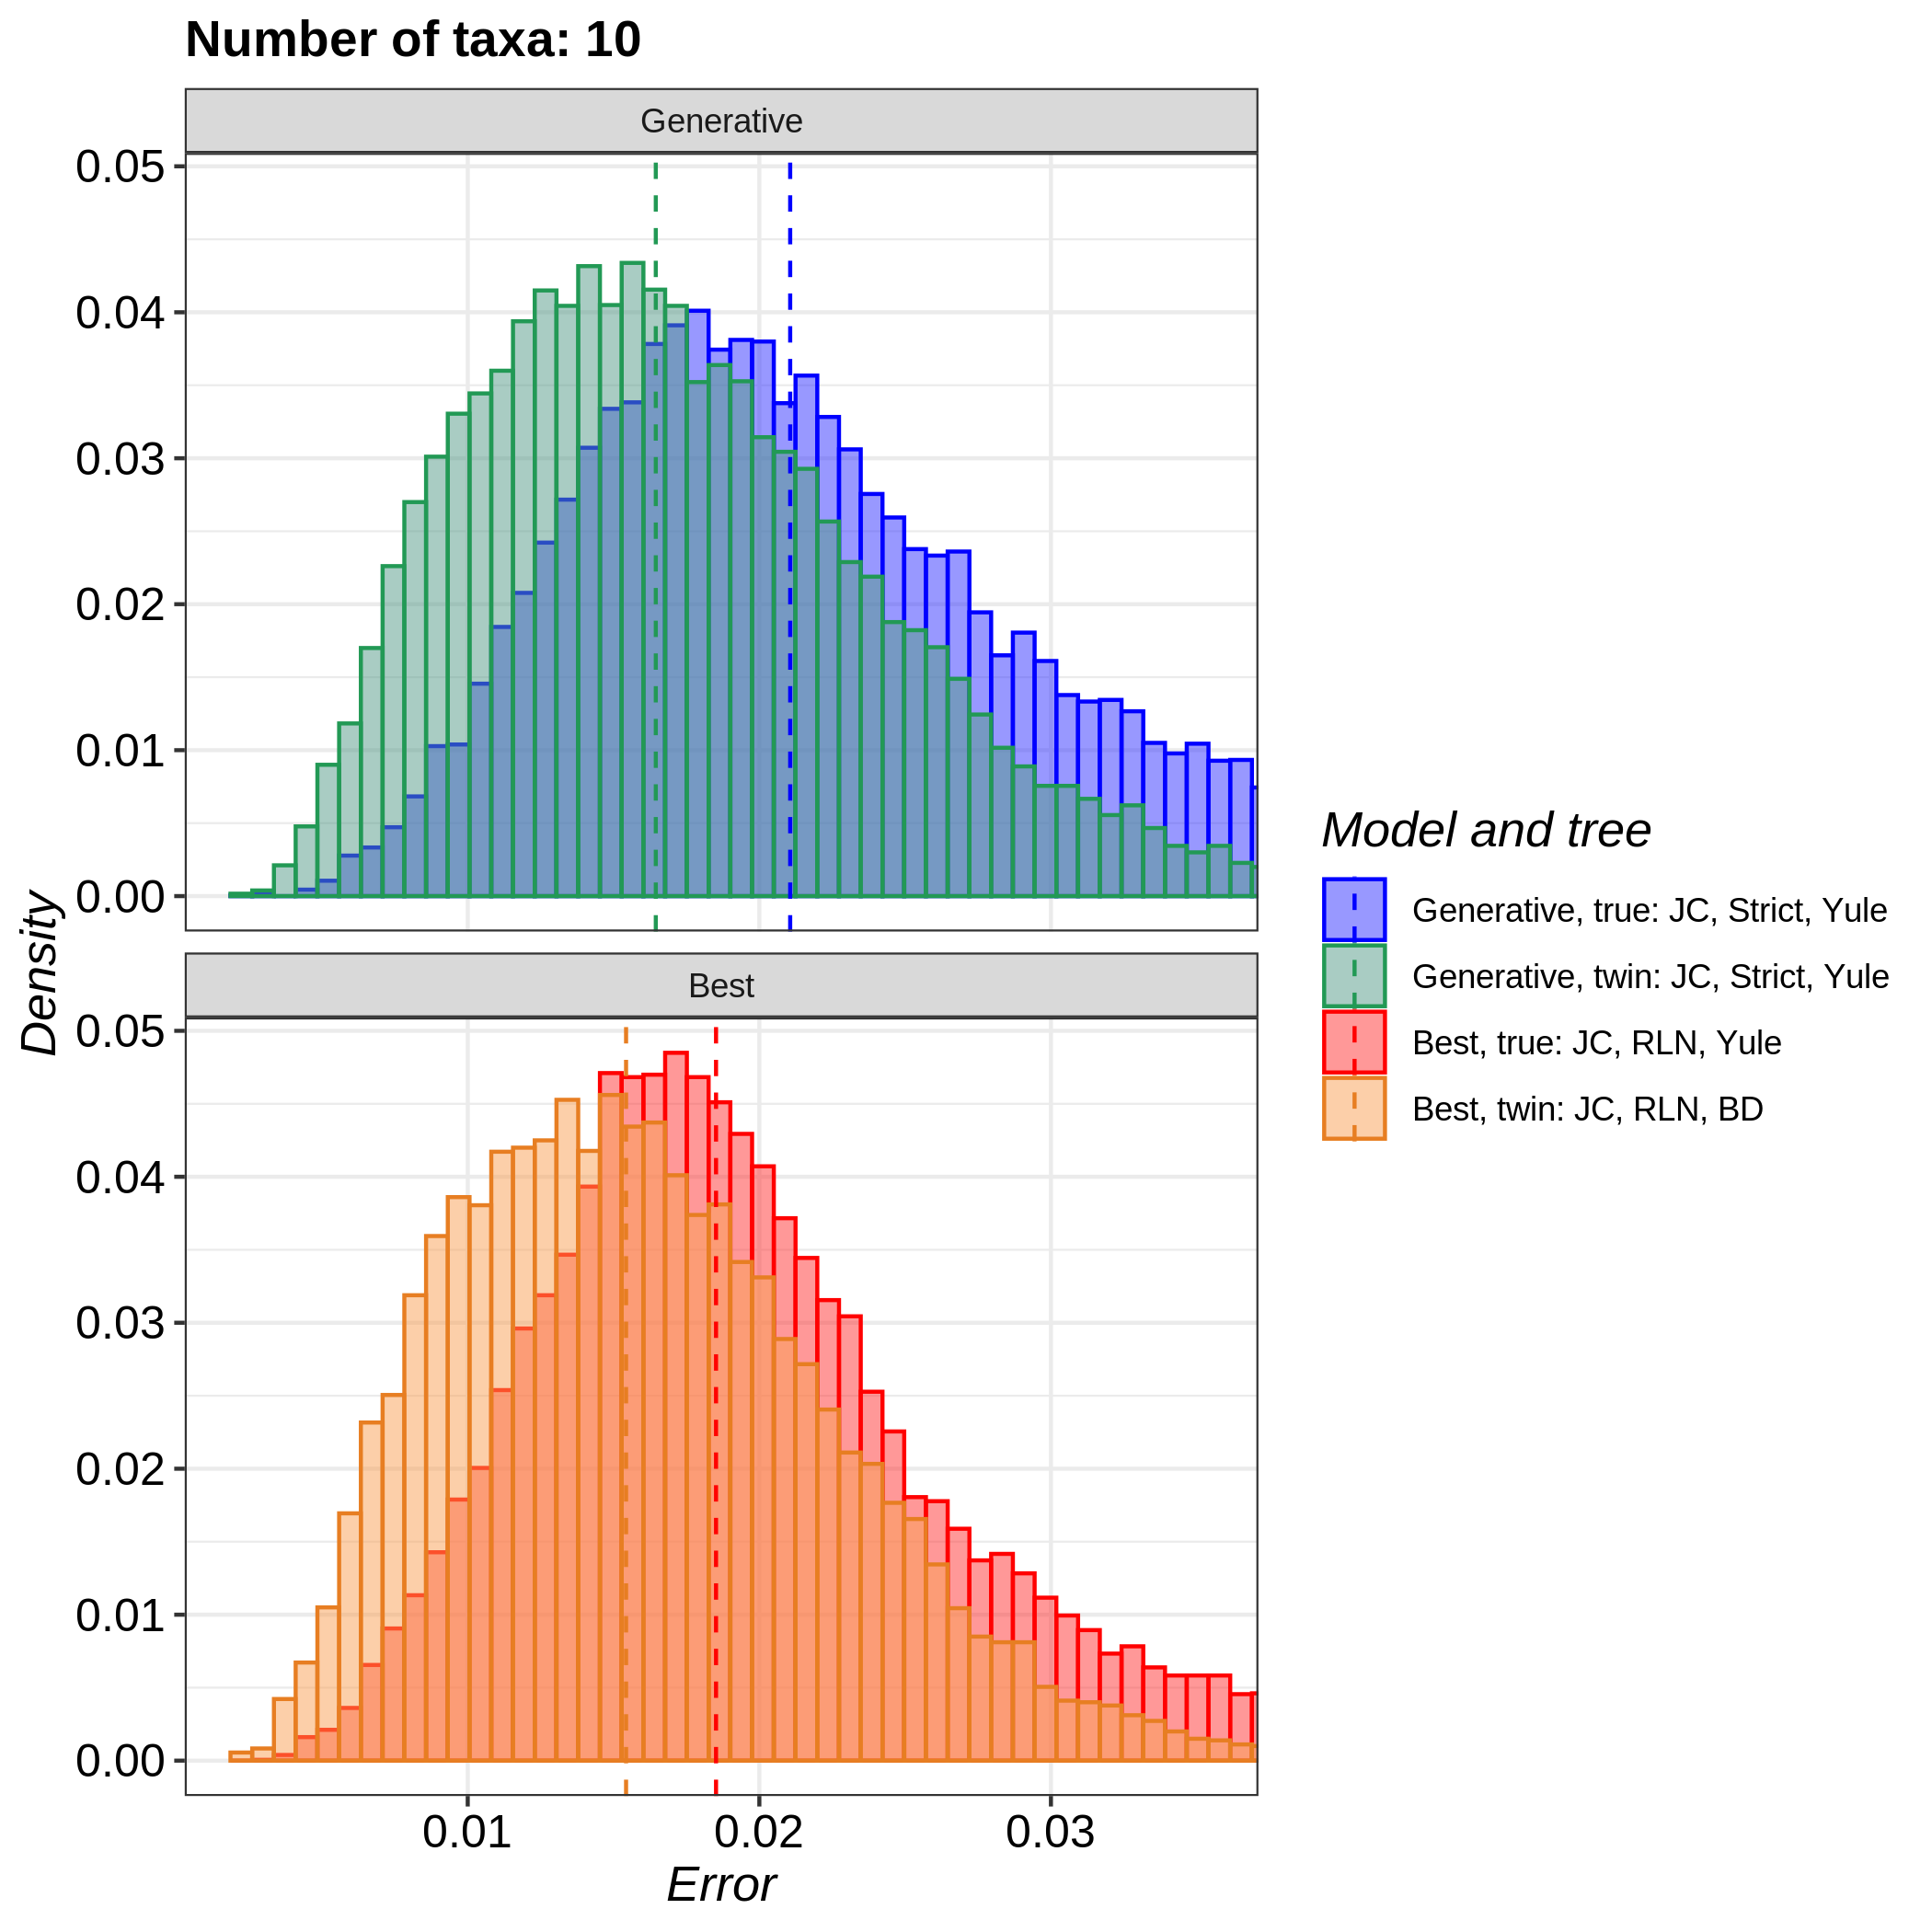 Number of taxa: 10
Generative
0.05
0.04
0.03
0.02
0.01
0.00
Density
Best
0.05
0.04
0.03
0.02
0.01
0.00
0.01 0.02 0.03
Error
Model and tree
Generative, true: JC, Strict, Yule
Generative, twin: JC, Strict, Yule
Best, true: JC, RLN, Yule
Best, twin: JC, RLN, BD